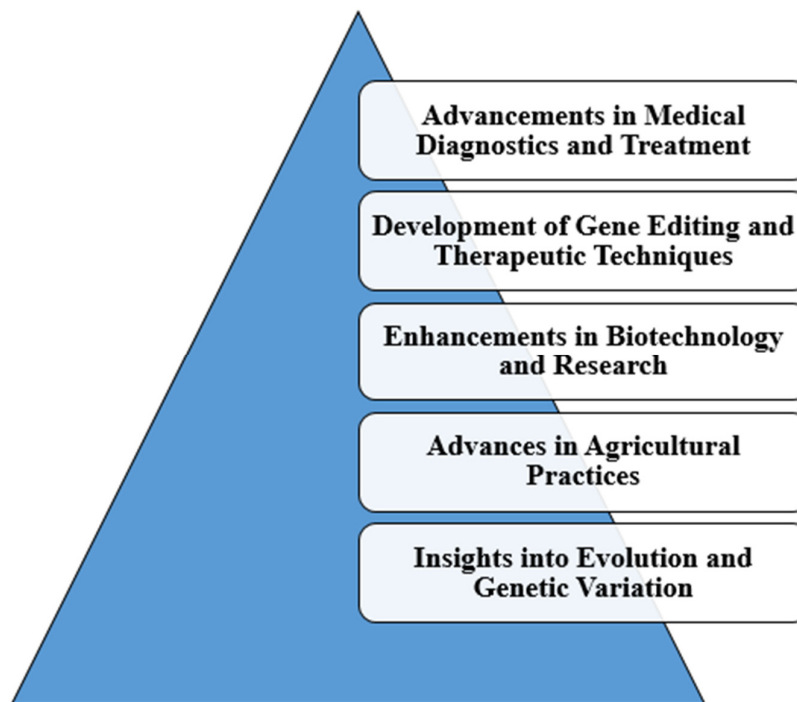 Advancements in Medical
Diagnostics and Treatment
Development of Gene Editing and
Therapeutic Techniques
Enhancements in Biotechnology
and Research
Advances in Agricultural
Practices
Insights into Evolution and
Genetic Variation